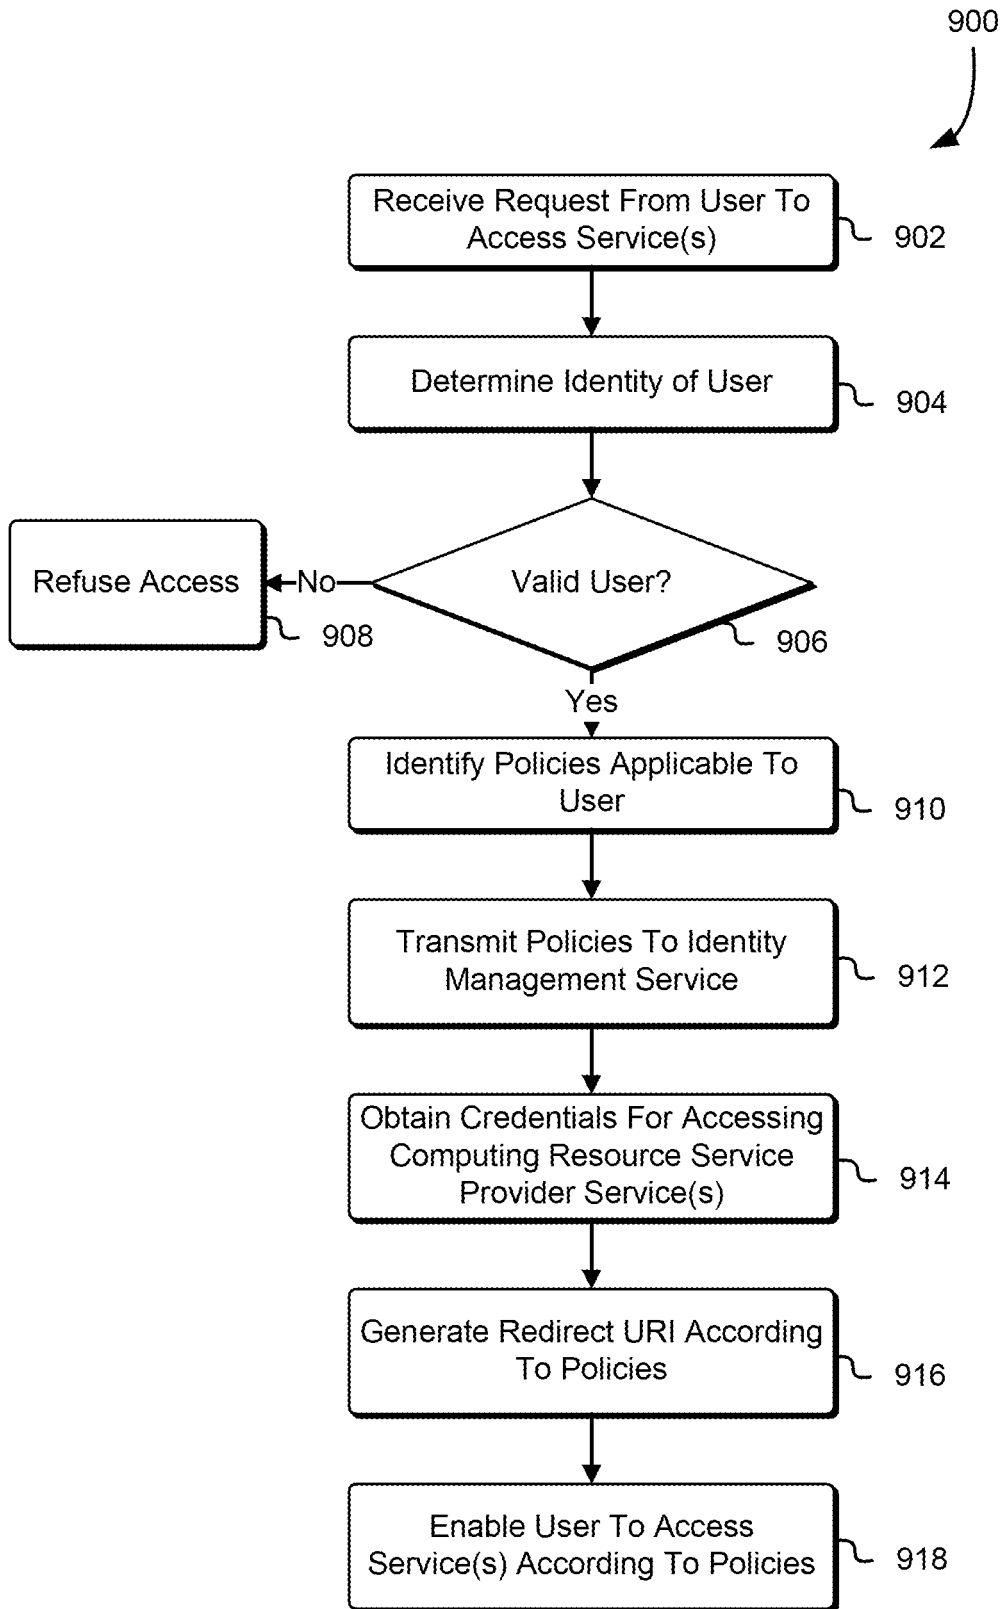 900
Receive Request From User To
Access Service(s)
902
Determine Identity of User
904
Valid User?
906
No
Refuse Access
908
Yes
Identify Policies Applicable To
User
910
Transmit Policies To Identity
Management Service
912
Obtain Credentials For Accessing
Computing Resource Service
Provider Service(s)
914
Generate Redirect URI According
To Policies
916
Enable User To Access
Service(s) According To Policies
918